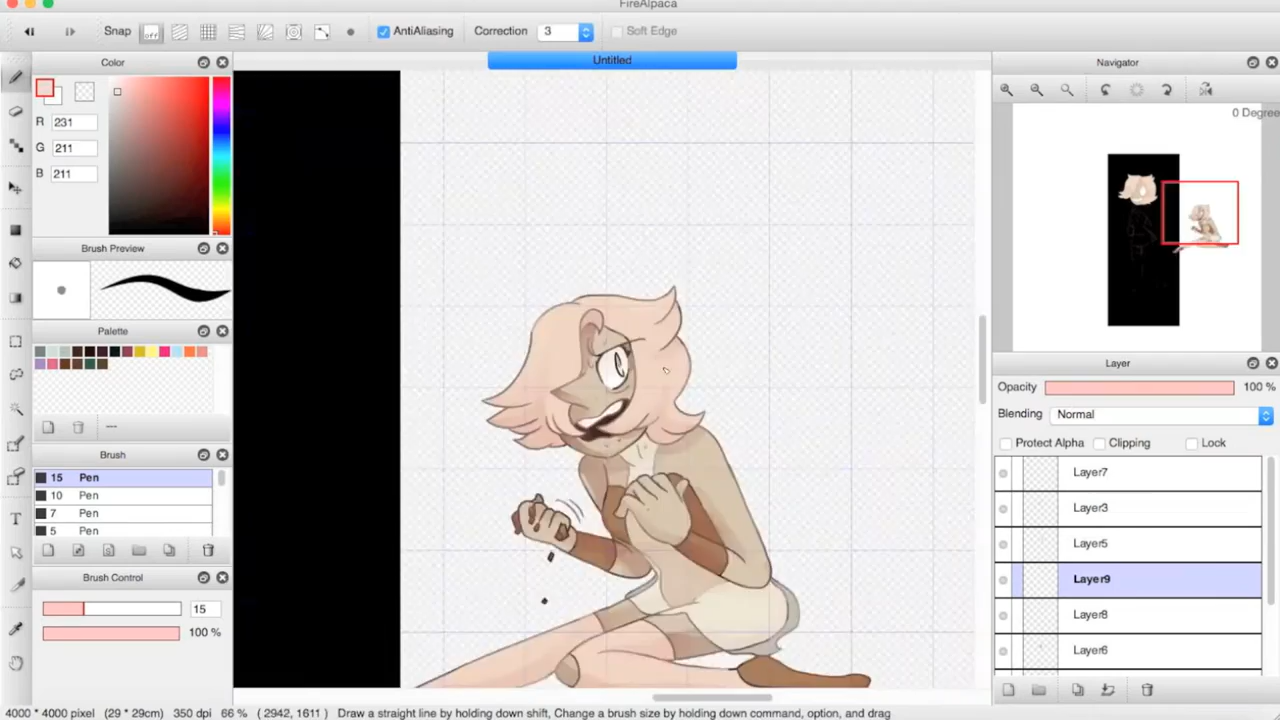 FireAlpaca
Snap off AntiAliasing Correction 3 Soft Edge
Color
Untitled
Navigator
R 231
G 211
B 211
0 Degree
Brush Preview
Palette
---
Brush
15 Pen
10 Pen
7 Pen
5 Pen
Brush Control
15
100 %
Layer
Opacity 100 %
Blending Normal
Protect Alpha Clipping Lock
Layer7
Layer3
Layer5
Layer9
Layer8
Layer6
4000 * 4000 pixel (29 * 29cm) 350 dpi 66 % ( 2942, 1611 ) Draw a straight line by holding down shift, Change a brush size by holding down command, option, and drag